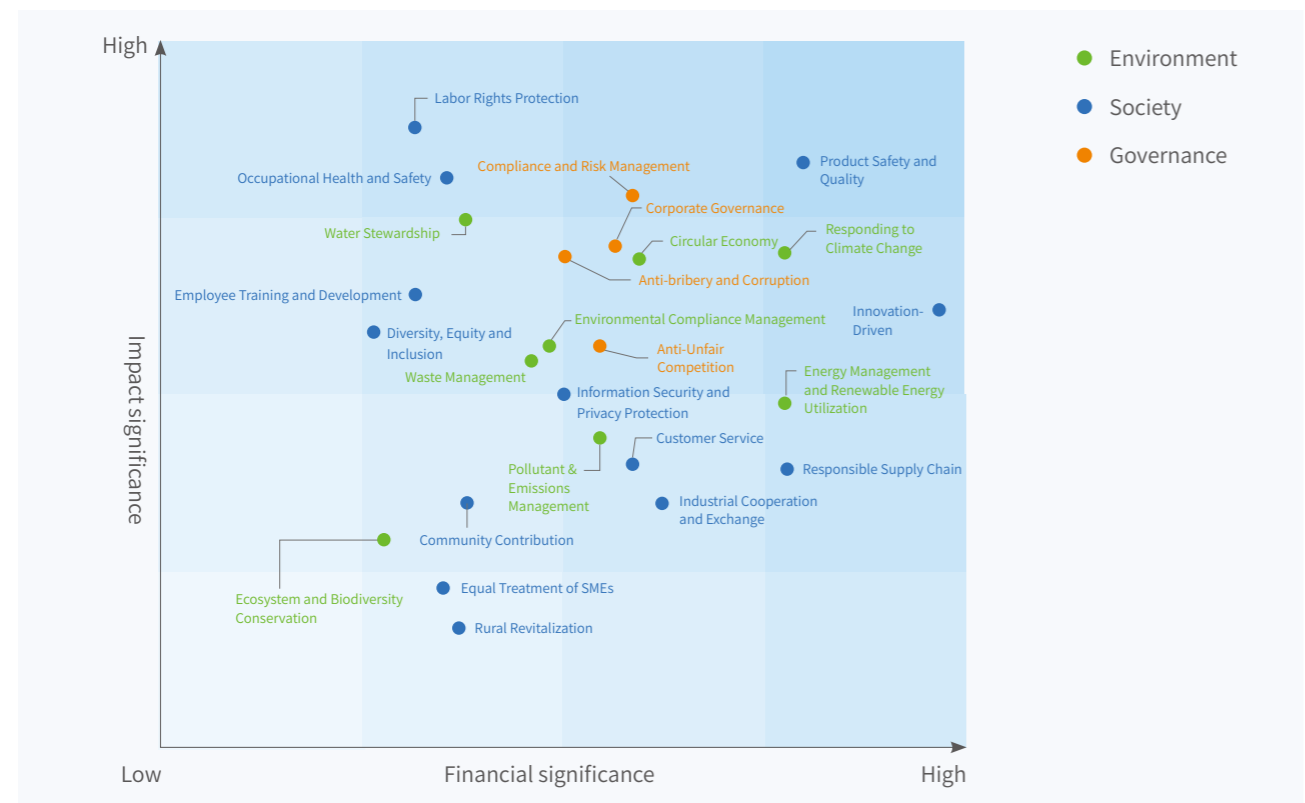 High
Environment
Society
Governance
Labor Rights Protection
Compliance and Risk Management
Product Safety and
Quality
Occupational Health and Safety
Corporate Governance
Water Stewardship
Circular Economy
Responding to
Climate Change
Anti-bribery and Corruption
Employee Training and Development
Innovation-
Driven
Environmental Compliance Management
Diversity, Equity and
Inclusion
Anti-Unfair
Competition
Waste Management
Energy Management
and Renewable Energy
Utilization
Information Security and
Privacy Protection
Customer Service
Pollutant &
Emissions
Management
Responsible Supply Chain
Industrial Cooperation
and Exchange
Community Contribution
Equal Treatment of SMEs
Ecosystem and Biodiversity
Conservation
Rural Revitalization
Impact significance
Low
Financial significance
High